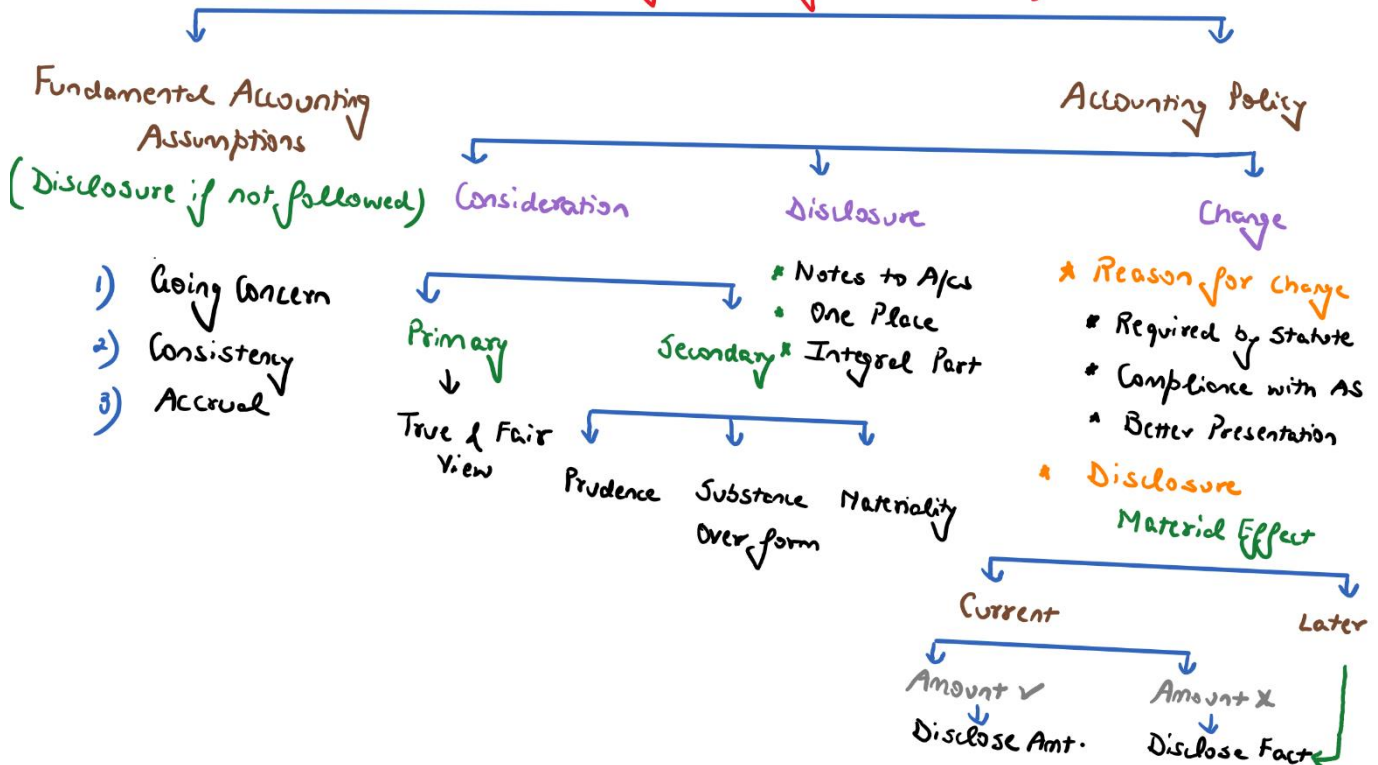 Fundamental Accounting
Assumptions
(Disclosure if not followed)
1) Going Concern
2) Consistency
3) Accrual
Accounting Policy
Consideration
Primary
True & Fair
View
Secondary
Prudence
Substance
Over form
Materiality
Disclosure
* Notes to A/cs
* One Place
* Integral Part
Change
* Reason for change
* Required by Statute
* Compliance with AS
* Better Presentation
* Disclosure
Material Effect
Current
Amount ✓
Disclose Amt.
Amount X
Disclose Fact
Later